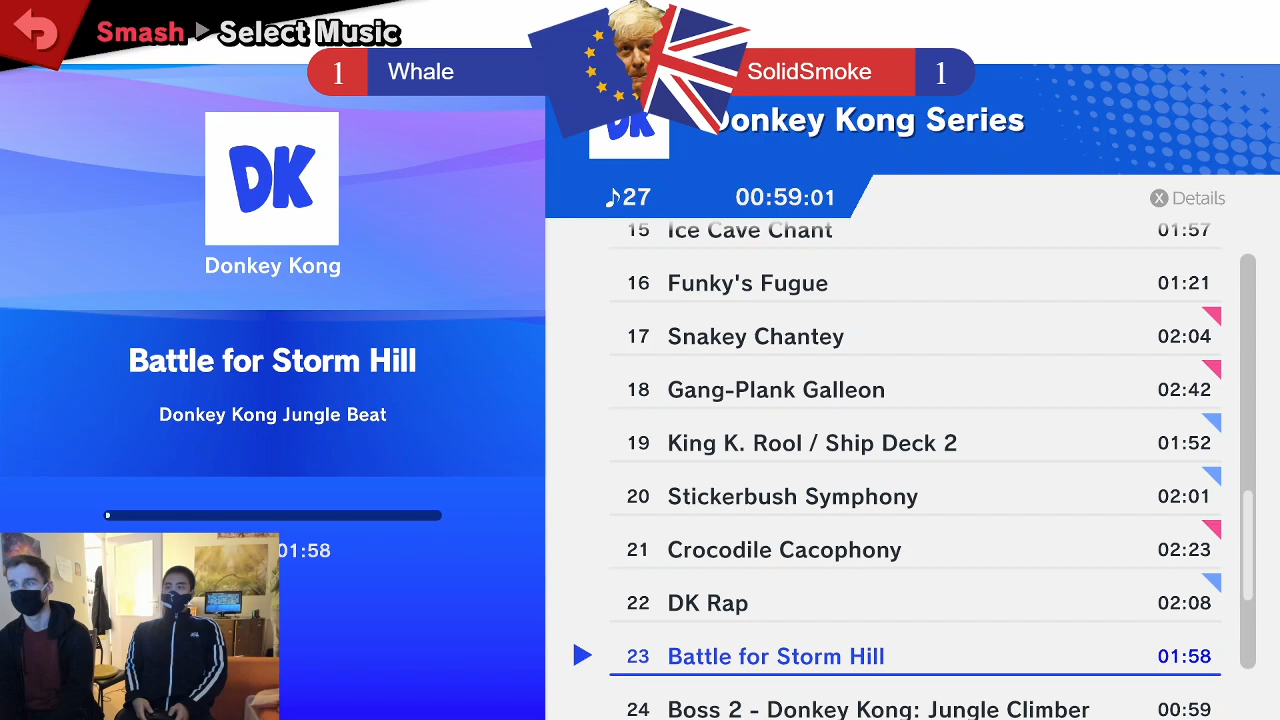 Smash Select Music
1 Whale SolidSmoke 1
DK
Donkey Kong
Battle for Storm Hill
Donkey Kong Jungle Beat
01:58
DK
Donkey Kong Series
♪27 00:59:01
X Details
15 Ice Cave Chant 01:57
16 Funky's Fugue 01:21
17 Snakey Chantey 02:04
18 Gang-Plank Galleon 02:42
19 King K. Rool / Ship Deck 2 01:52
20 Stickerbush Symphony 02:01
21 Crocodile Cacophony 02:23
22 DK Rap 02:08
23 Battle for Storm Hill 01:58
24 Boss 2 - Donkey Kong: Jungle Climber 00:59